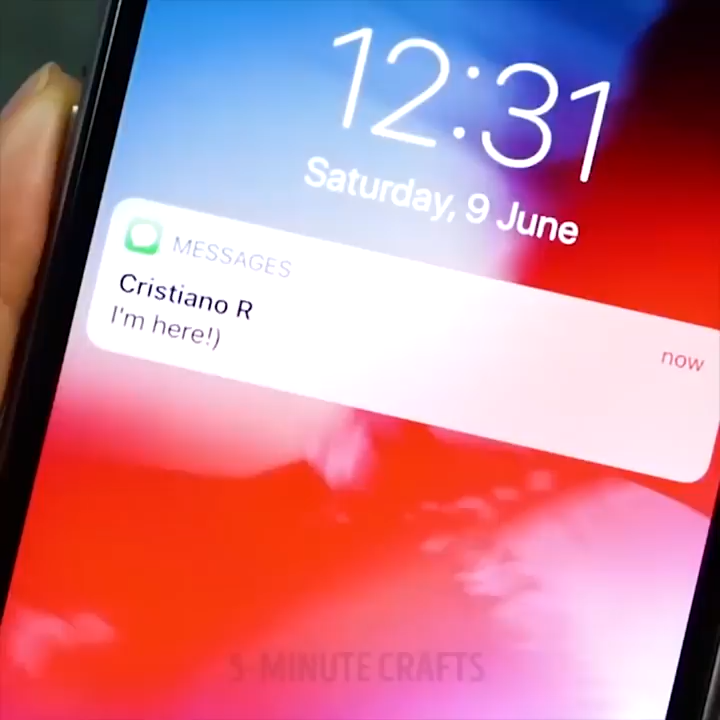 12:31
Saturday, 9 June
MESSAGES
Cristiano R
now
I'm here!)
5-MINUTE CRAFTS